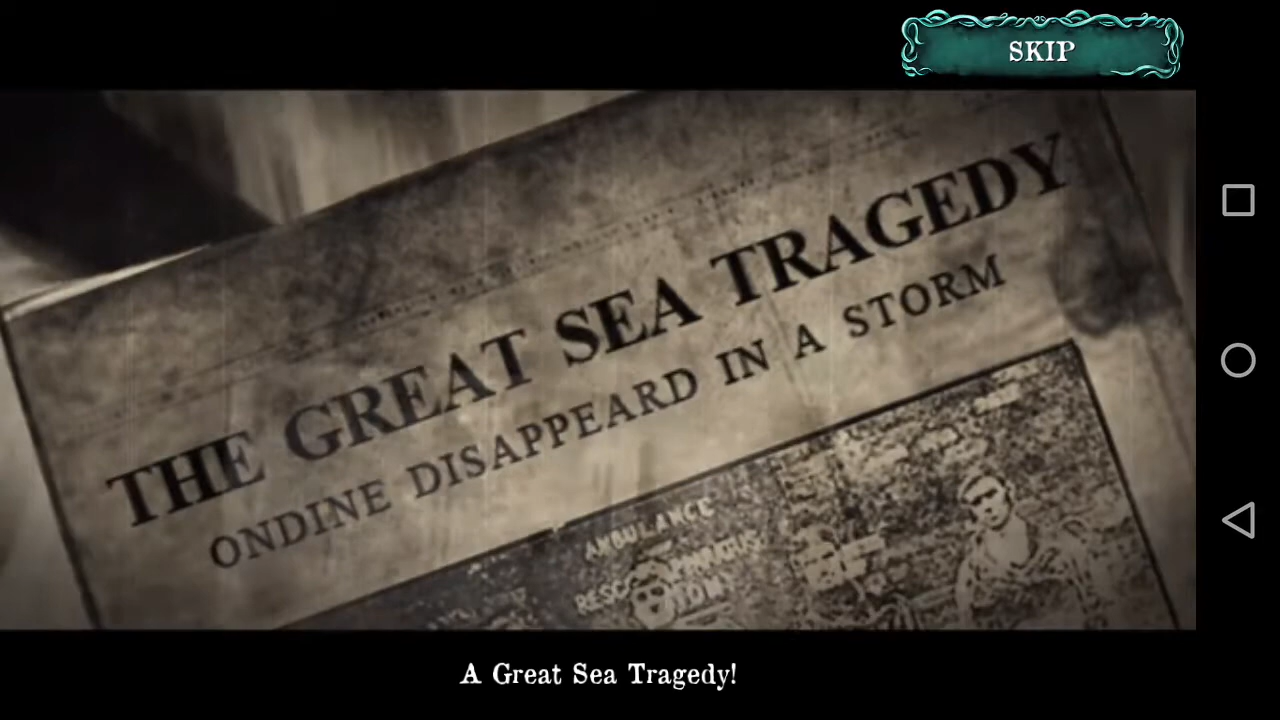 SKIP
THE GREAT SEA TRAGEDY
ONDINE DISAPPEARD IN A STORM
AMBULANCE
A Great Sea Tragedy!